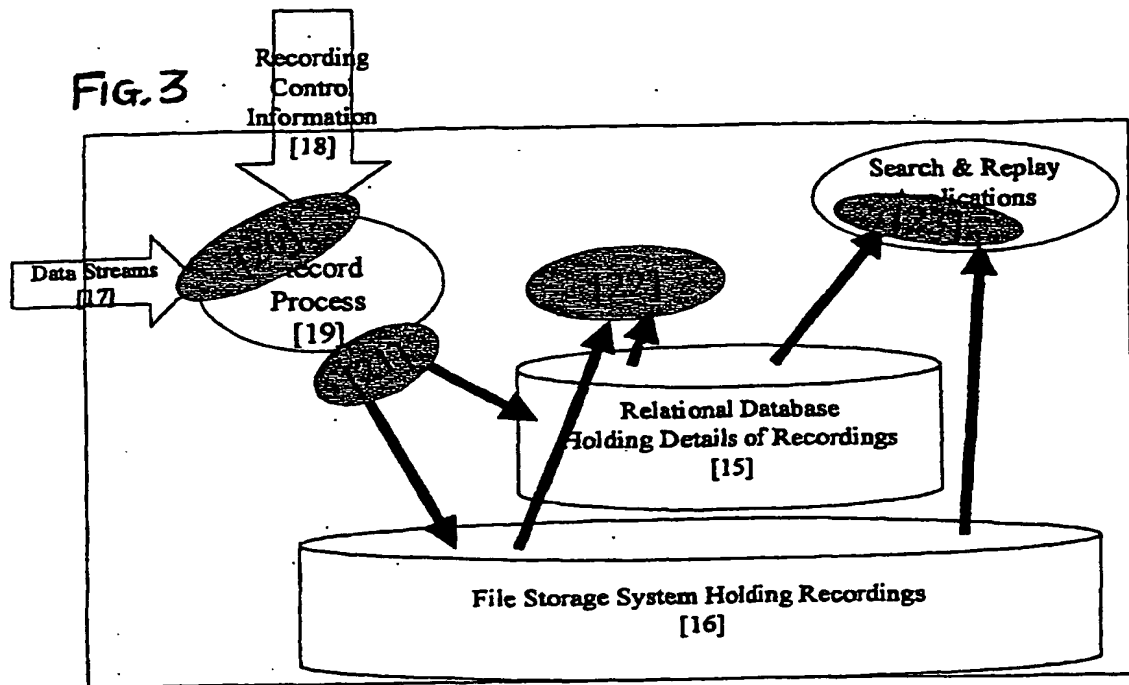 FIG. 3
Recording
Control
Information
[18]
Search & Replay
Applications
Data Streams
[17]
Record
Process
[19]
Relational Database
Holding Details of Recordings
[15]
File Storage System Holding Recordings
[16]